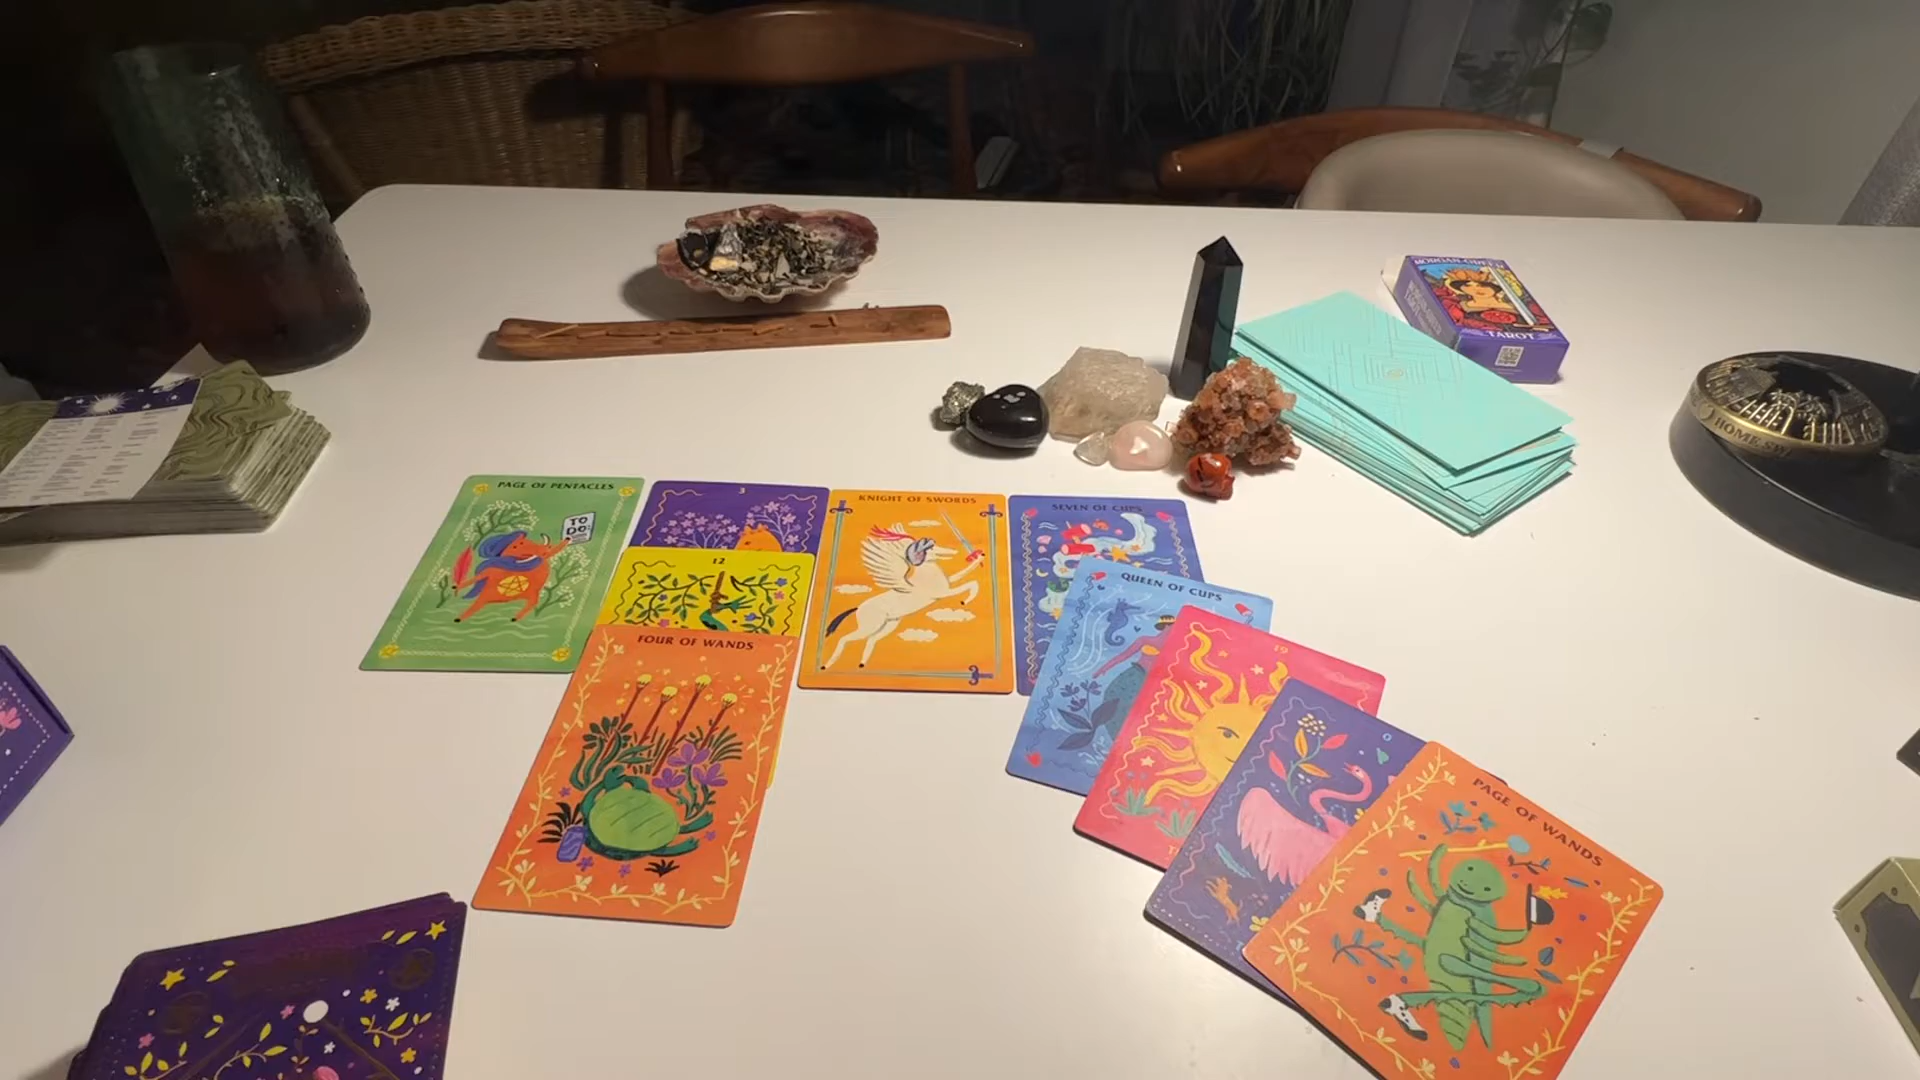 MORGAN-GREER
TAROT
HOME SW
PAGE OF PENTACLES
TO
DO:
3
KNIGHT OF SWORDS
SEVEN OF CUPS
12
QUEEN OF CUPS
FOUR OF WANDS
19
PAGE OF WANDS